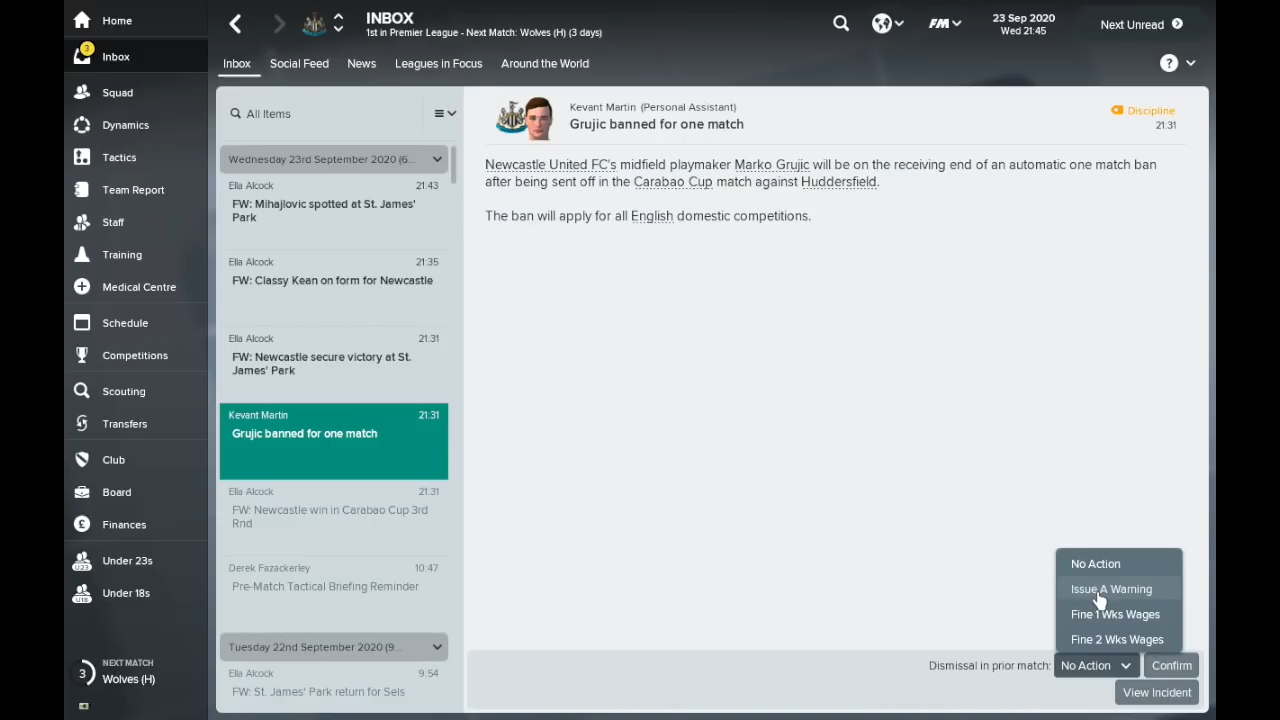 Home
3
Inbox
Squad
Dynamics
Tactics
Team Report
Staff
Training
Medical Centre
Schedule
Competitions
Scouting
Transfers
Club
Board
Finances
U23
Under 23s
U18
Under 18s
3
NEXT MATCH
Wolves (H)
INBOX
1st in Premier League - Next Match: Wolves (H) (3 days)
FM
23 Sep 2020
Wed 21:45
Next Unread
Inbox
Social Feed
News
Leagues in Focus
Around the World
?
All Items
Wednesday 23rd September 2020 (6...
Ella Alcock 21:43
FW: Mihajlovic spotted at St. James'
Park
Ella Alcock 21:35
FW: Classy Kean on form for Newcastle
Ella Alcock 21:31
FW: Newcastle secure victory at St.
James' Park
Kevant Martin 21:31
Grujic banned for one match
Ella Alcock 21:31
FW: Newcastle win in Carabao Cup 3rd
Rnd
Derek Fazackerley 10:47
Pre-Match Tactical Briefing Reminder
Tuesday 22nd September 2020 (9...
Ella Alcock 9:54
FW: St. James' Park return for Sels
Kevant Martin (Personal Assistant)
Grujic banned for one match
Discipline
21:31
Newcastle United FC's midfield playmaker Marko Grujic will be on the receiving end of an automatic one match ban
after being sent off in the Carabao Cup match against Huddersfield.
The ban will apply for all English domestic competitions.
No Action
Issue A Warning
Fine 1 Wks Wages
Fine 2 Wks Wages
Dismissal in prior match: No Action Confirm
View Incident